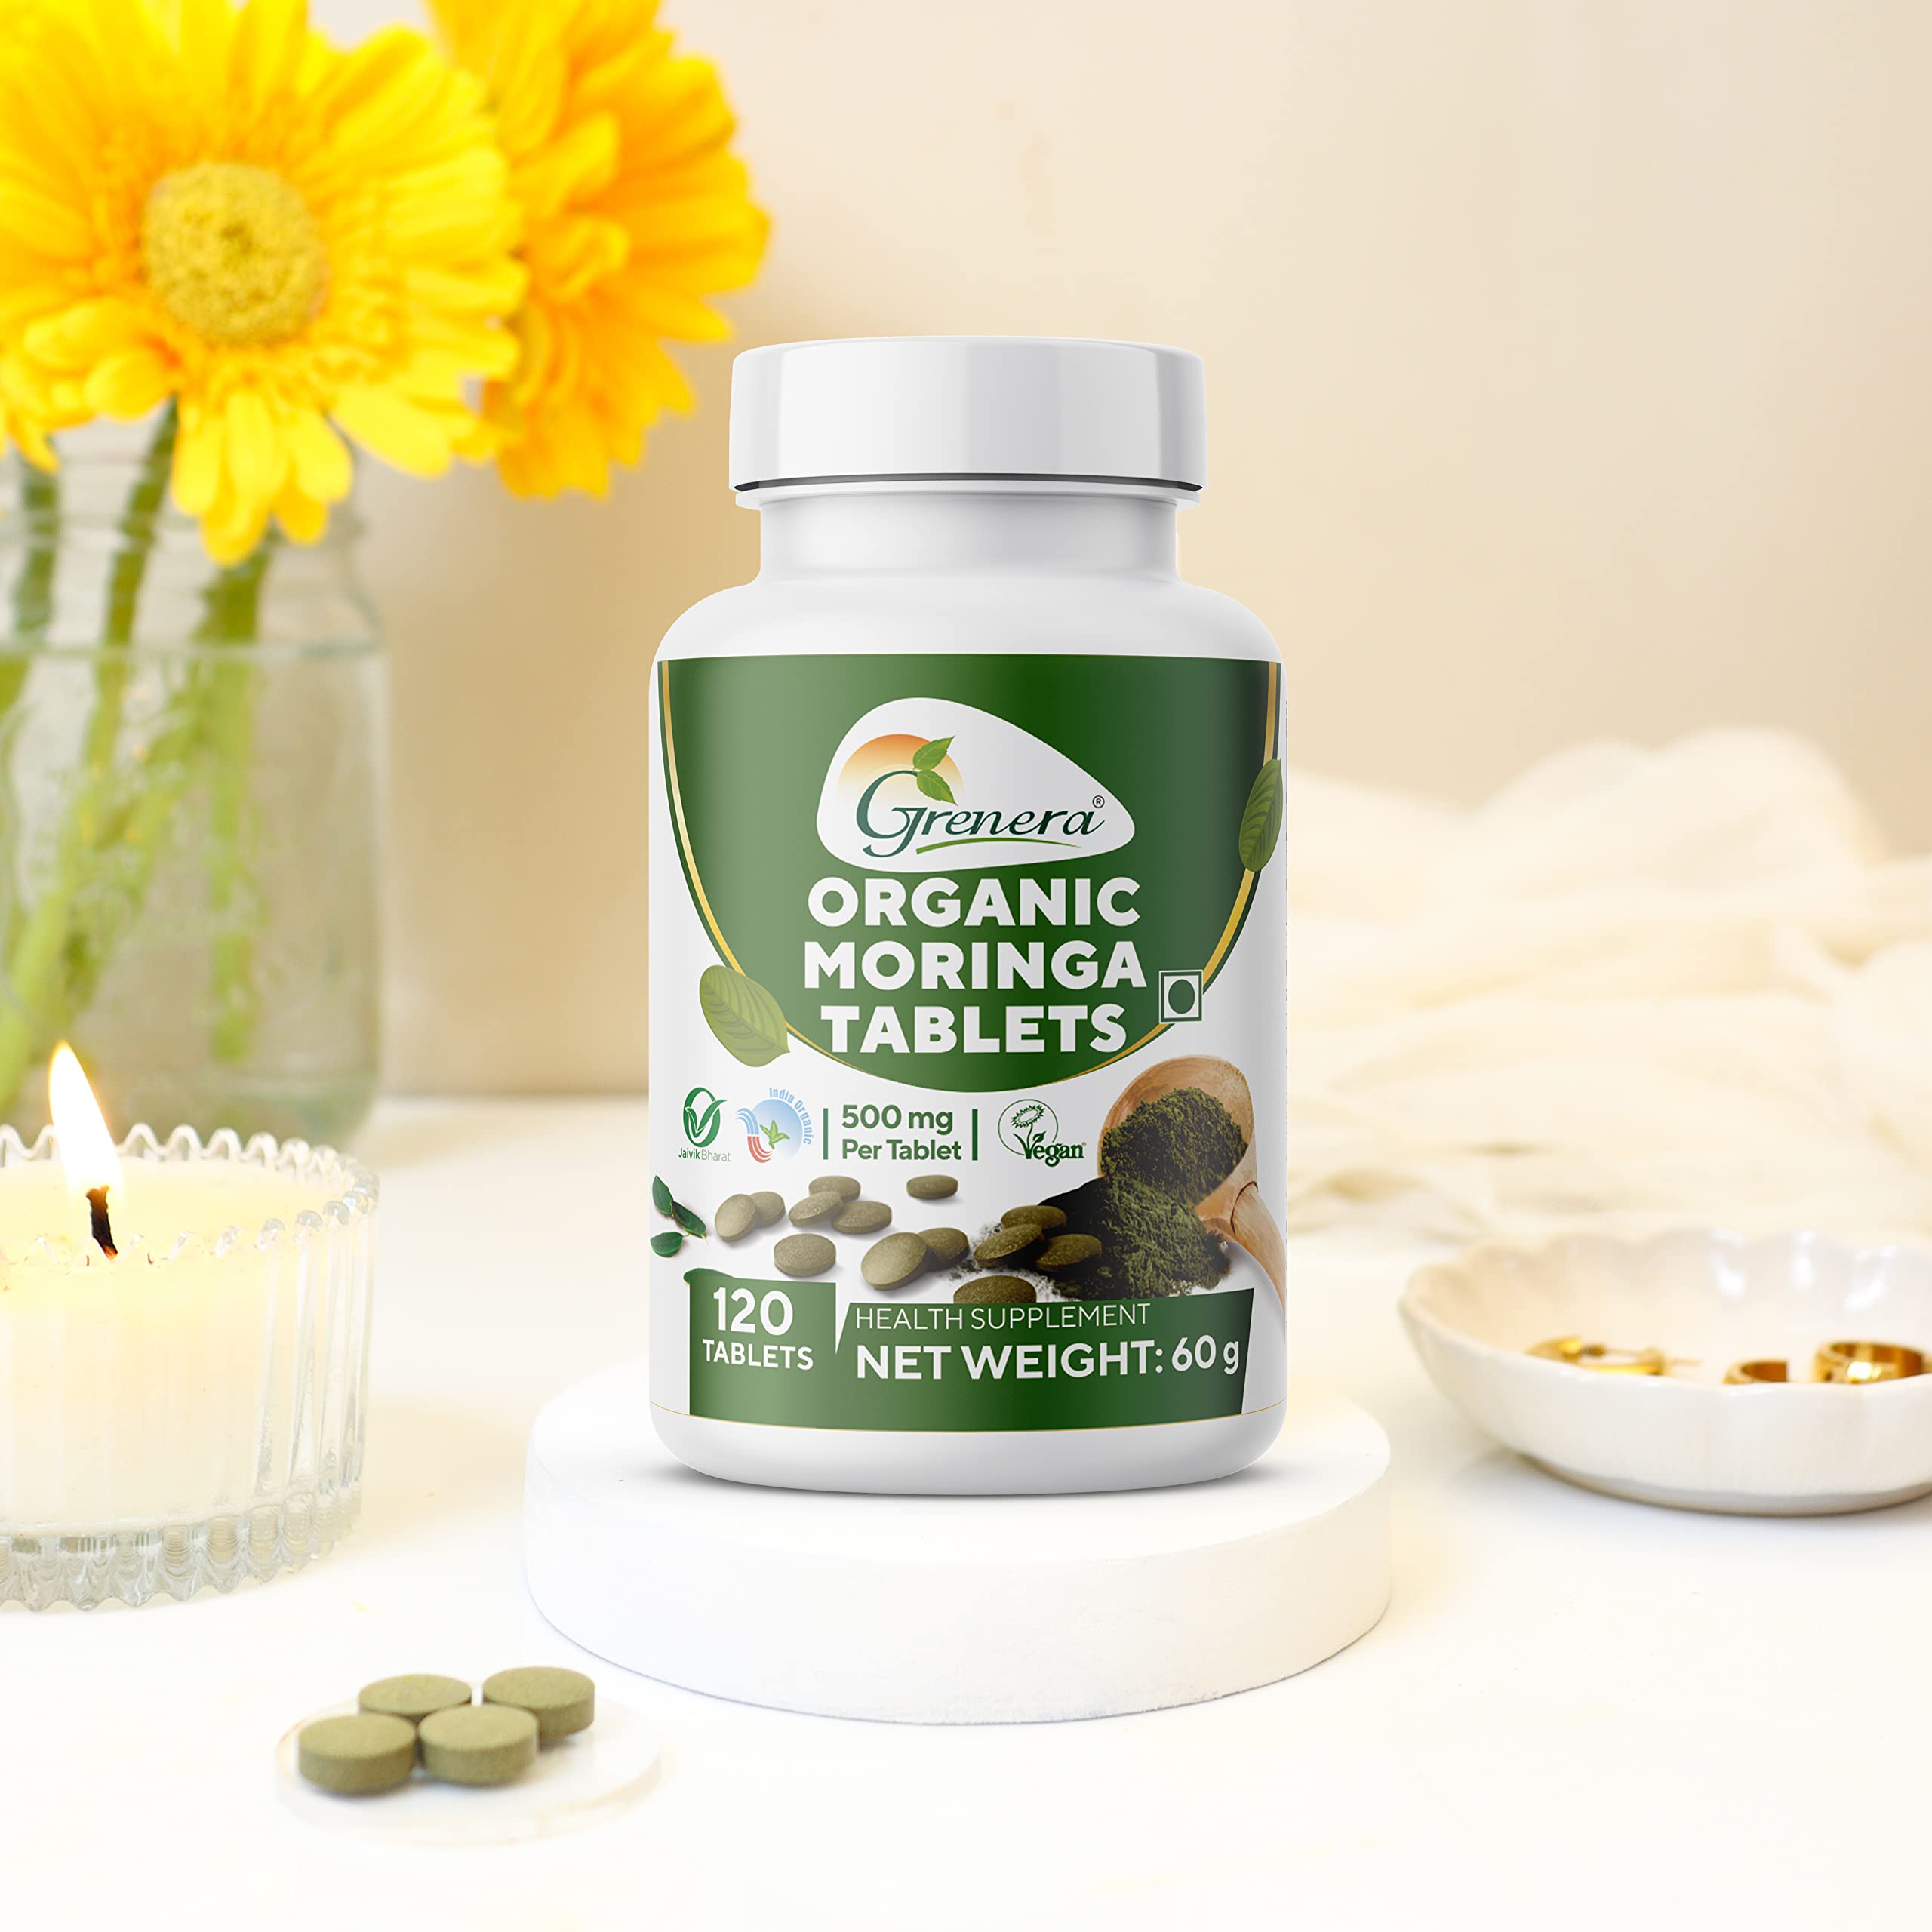 Grenera®
ORGANIC
MORINGA
TABLETS
Jaivik Bharat
India Organic
500 mg
Per Tablet
Vegan
120
TABLETS
HEALTH SUPPLEMENT
NET WEIGHT: 60 g